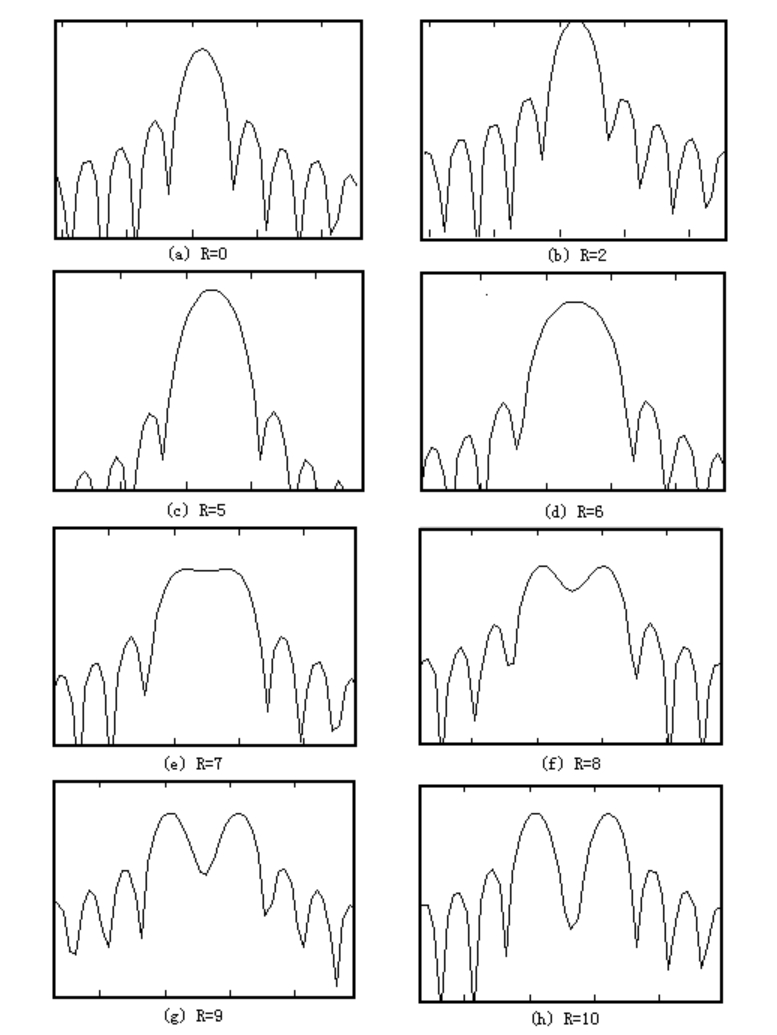 (a) R=0
(b) R=2
(c) R=5
(d) R=6
(e) R=7
(f) R=8
(g) R=9
(h) R=10